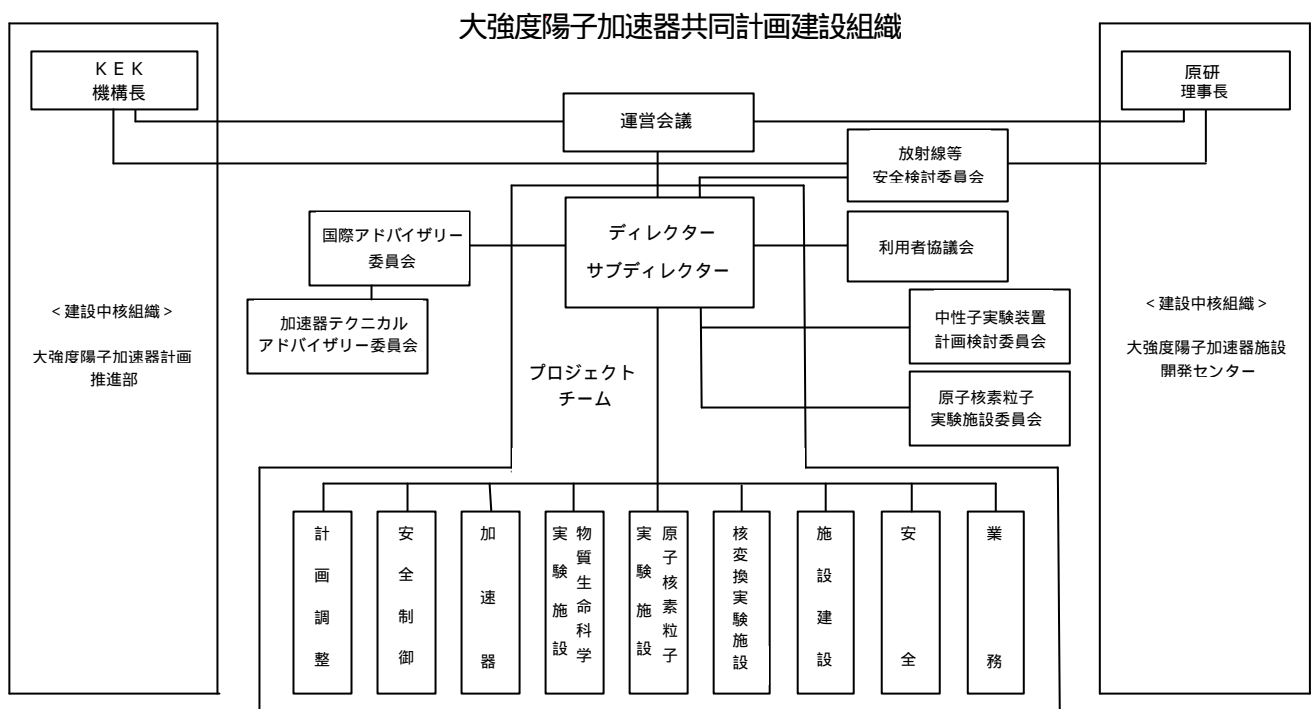 大強度陽子加速器共同計画建設組織
ＫＥＫ
機構長
原研
理事長
運営会議
放射線等
安全検討委員会
国際アドバイザリー
委員会
ディレクター
サブディレクター
利用者協議会
加速器テクニカル
アドバイザリー委員会
中性子実験装置
計画検討委員会
原子核素粒子
実験施設委員会
プロジェクト
チーム
<建設中核組織>
大強度陽子加速器計画
推進部
<建設中核組織>
大強度陽子加速器施設
開発センター
計画調整
安全制御
加速器
物質生命科学
実験施設
原子核素粒子
実験施設
核変換実験施設
施設建設
安全
業務